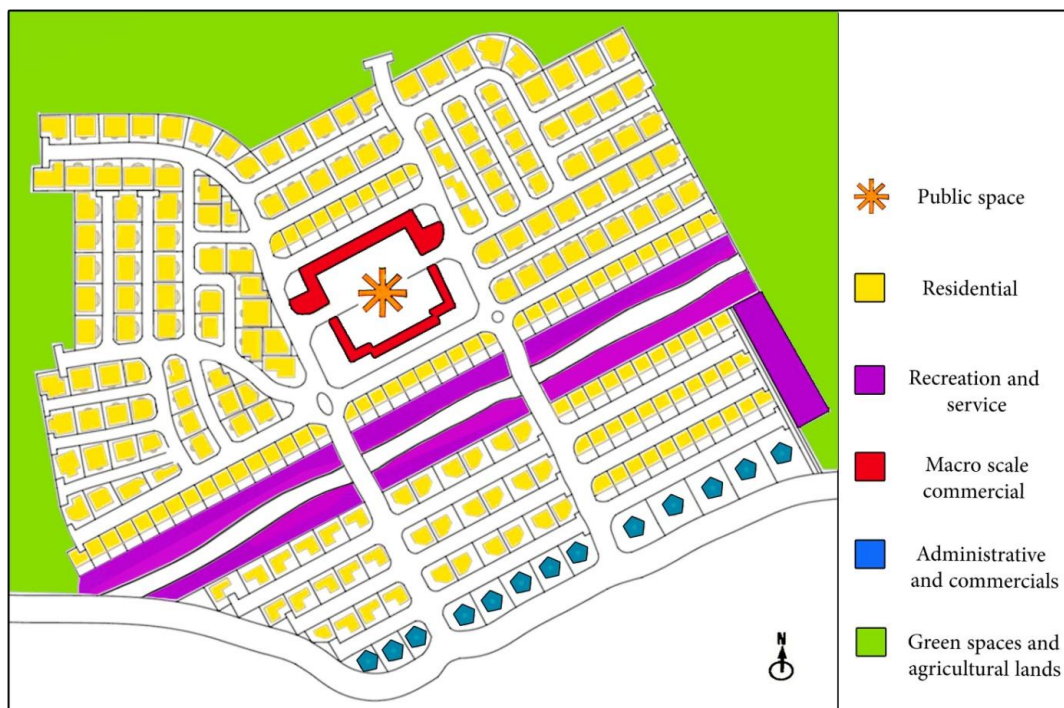 Public space
Residential
Recreation and
service
Macro scale
commercial
Administrative
and commercials
Green spaces and
agricultural lands
N